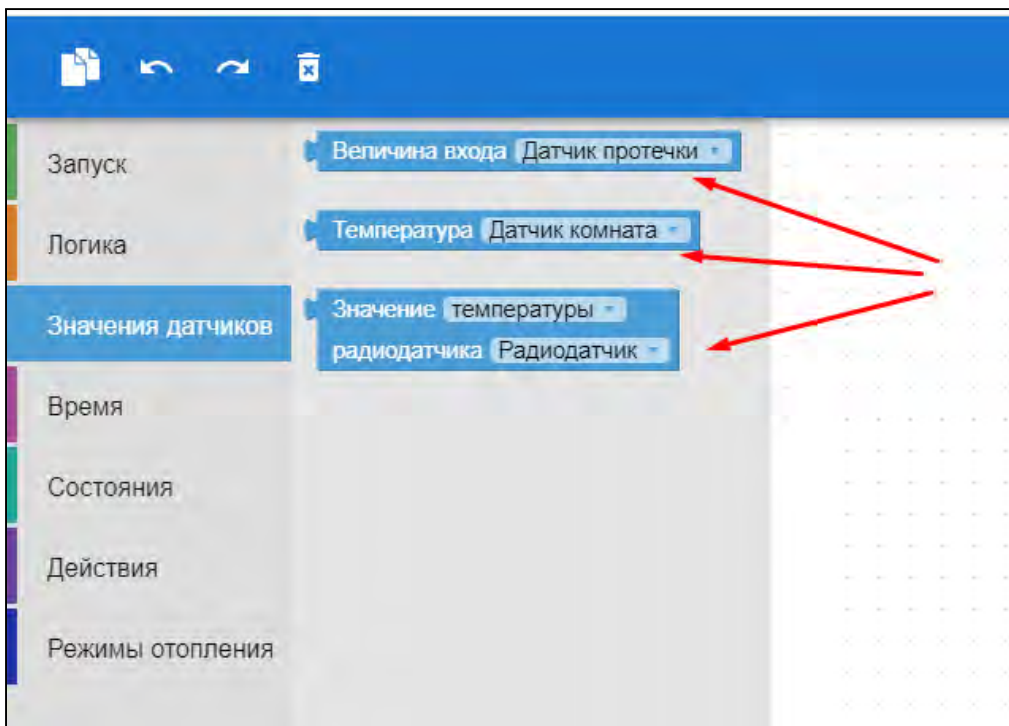 Запуск
Логика
Значения датчиков
Время
Состояния
Действия
Режимы отопления
Величина входа Датчик протечки
Температура Датчик комната
Значение температуры
радиодатчика Радиодатчик